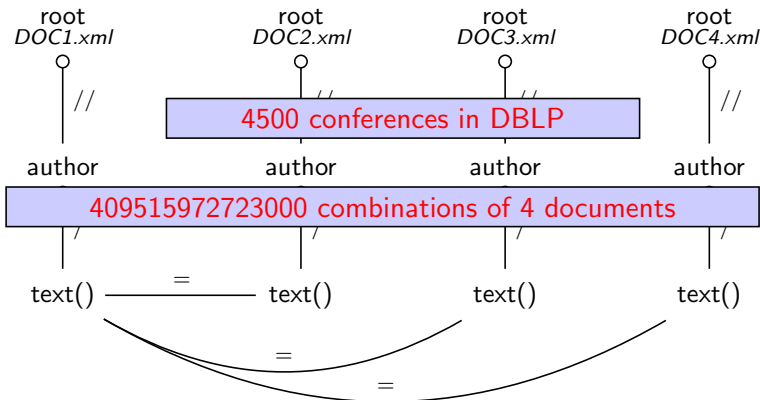 root root root root
DOC1.xml DOC2.xml DOC3.xml DOC4.xml
// // // //
4500 conferences in DBLP
author author author author
409515972723000 combinations of 4 documents
/ / / /
text() = text() text() text()
=
=